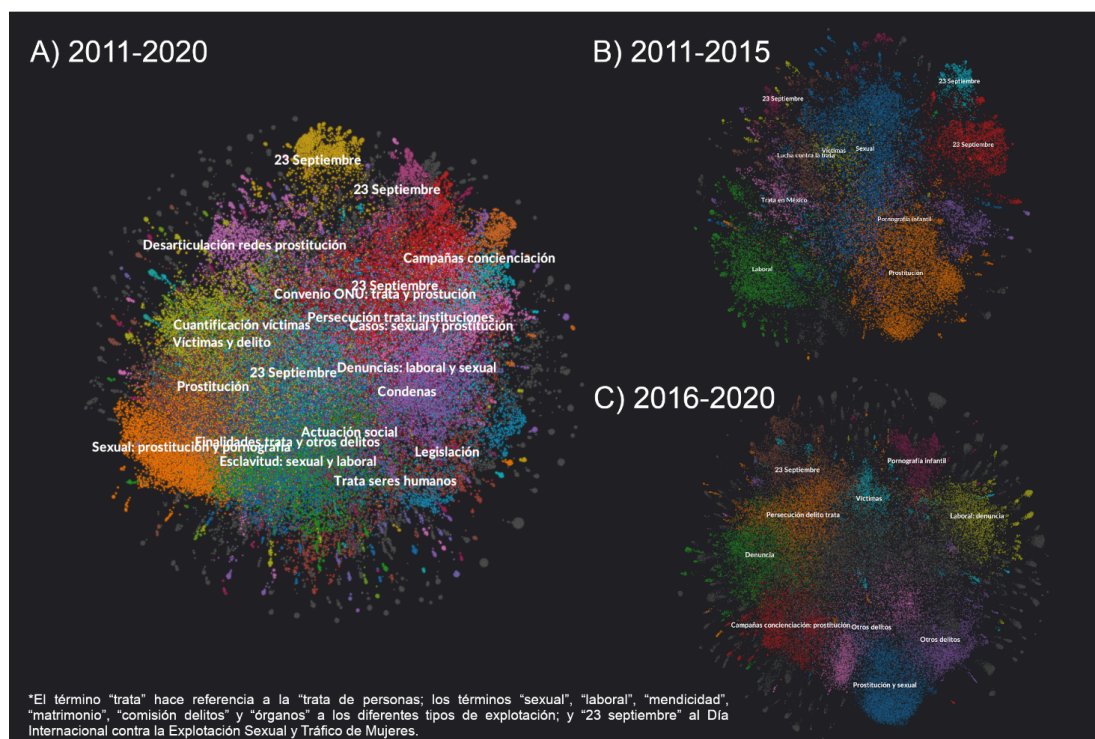 A) 2011-2020
23 Septiembre
23 Septiembre
Desarticulación redes prostitución
Campañas concienciación
23 Septiembre
Convenio ONU: trata y prostución
Persecución trata: instituciones
Cuantificación víctimas
Casos: sexual y prostitución
Víctimas y delito
Denuncias: laboral y sexual
23 Septiembre
Prostitución
Condenas
Actuación social
Finalidades trata y otros delitos
Sexual: prostitución y pornografía
Legislación
Esclavitud: sexual y laboral
Trata seres humanos
B) 2011-2015
23 Septiembre
23 Septiembre
23 Septiembre
Víctimas
Sexual
Lucha contra la trata
Trata en México
Pornografía infantil
Laboral
Prostitución
C) 2016-2020
Pornografía infantil
23 Septiembre
Víctimas
Persecución delito trata
Laboral: denuncia
Denuncia
Campañas concienciación: prostitución
Otros delitos
Otros delitos
Prostitución y sexual
*El término “trata” hace referencia a la “trata de personas; los términos “sexual”, “laboral”, “mendicidad”,
“matrimonio”, “comisión delitos” y “órganos” a los diferentes tipos de explotación; y “23 septiembre” al Día
Internacional contra la Explotación Sexual y Tráfico de Mujeres.